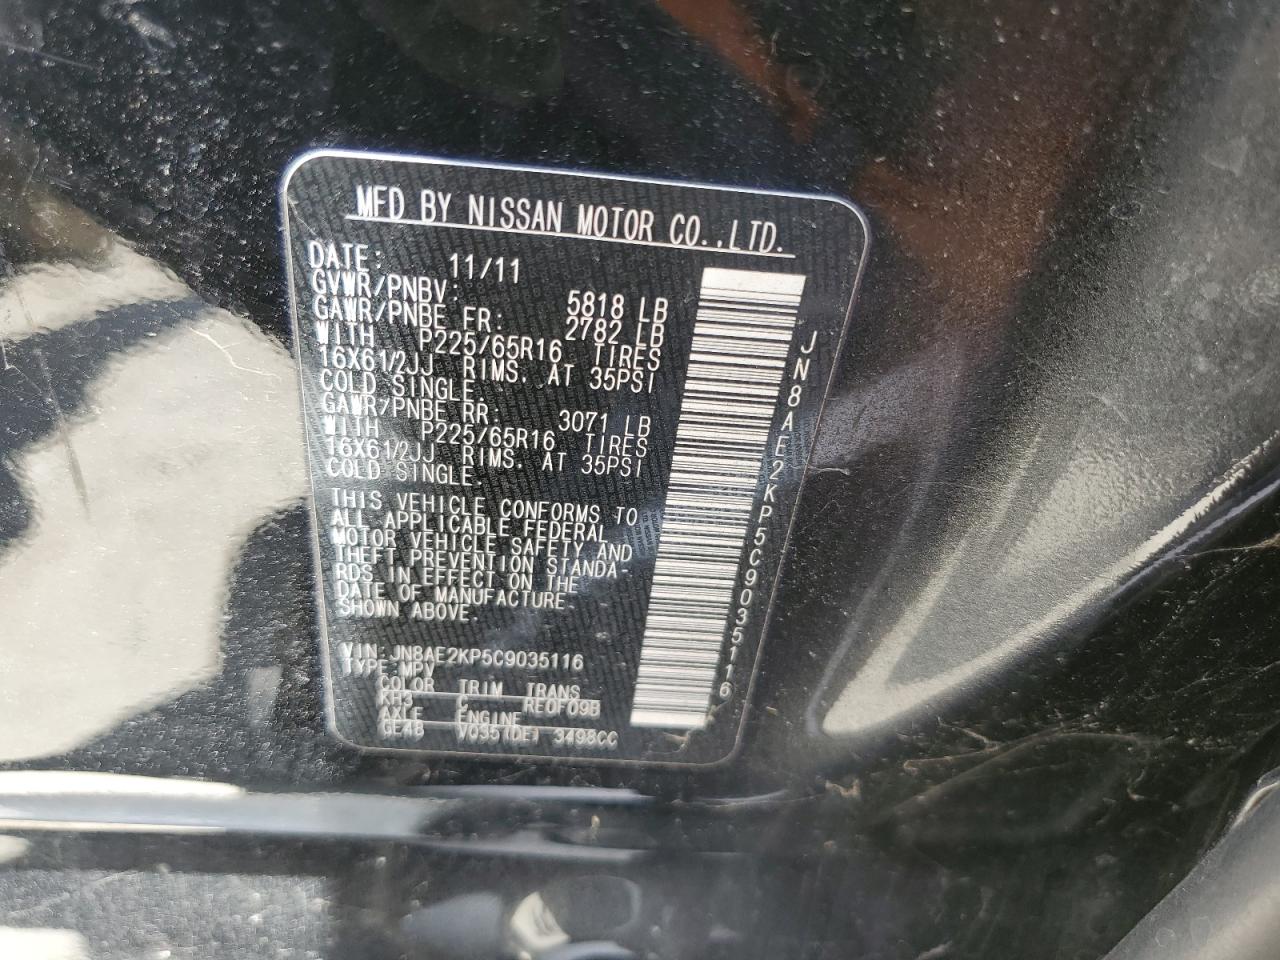 MFD BY NISSAN MOTOR CO.,LTD.
DATE: 11/11
GVWR/PNBV: 5818 LB
GAWR/PNBE FR: 2782 LB
WITH P225/65R16 TIRES
16X61/2JJ RIMS. AT 35PSI
COLD SINGLE.
GAWR/PNBE RR: 3071 LB
WITH P225/65R16 TIRES
16X61/2JJ RIMS. AT 35PSI
COLD SINGLE.
THIS VEHICLE CONFORMS TO
ALL APPLICABLE FEDERAL
MOTOR VEHICLE SAFETY AND
THEFT PREVENTION STANDA-
RDS IN EFFECT ON THE
DATE OF MANUFACTURE
SHOWN ABOVE.
VIN:JN8AE2KP5C9035116
TYPE:MPV
COLOR TRIM TRANS
KH3 C RE0F09B
AXLE ENGINE
GE4B VQ35(DE) 3498CC
JN8AE2KP5C9035116